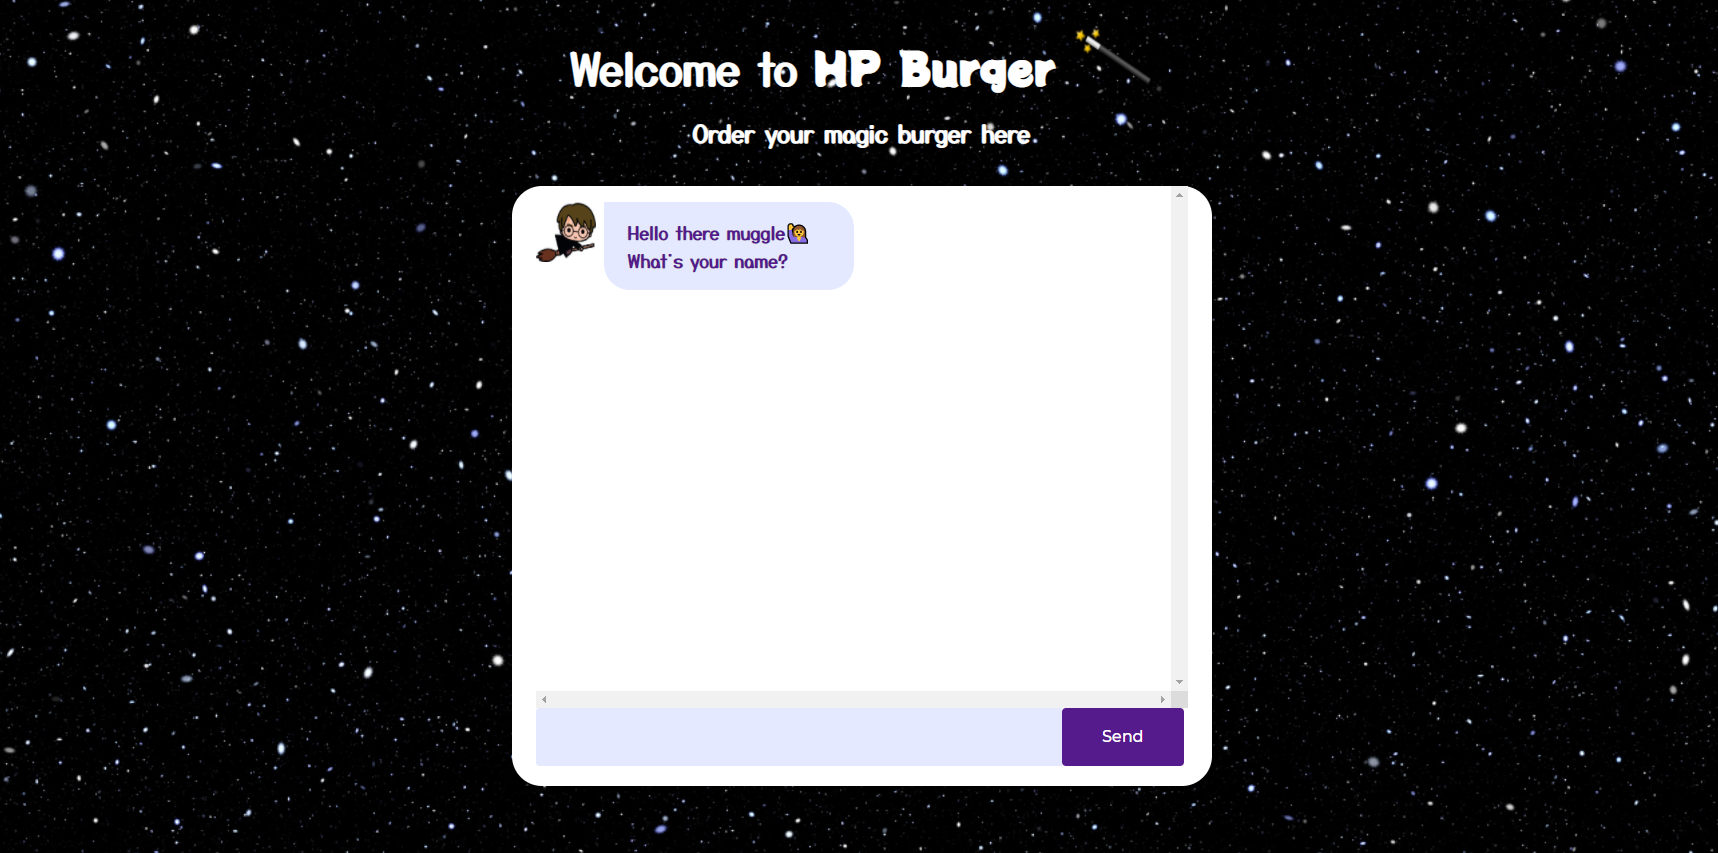 Welcome to HP Burger
Order your magic burger here.
Hello there muggle🙋
What's your name?
Send